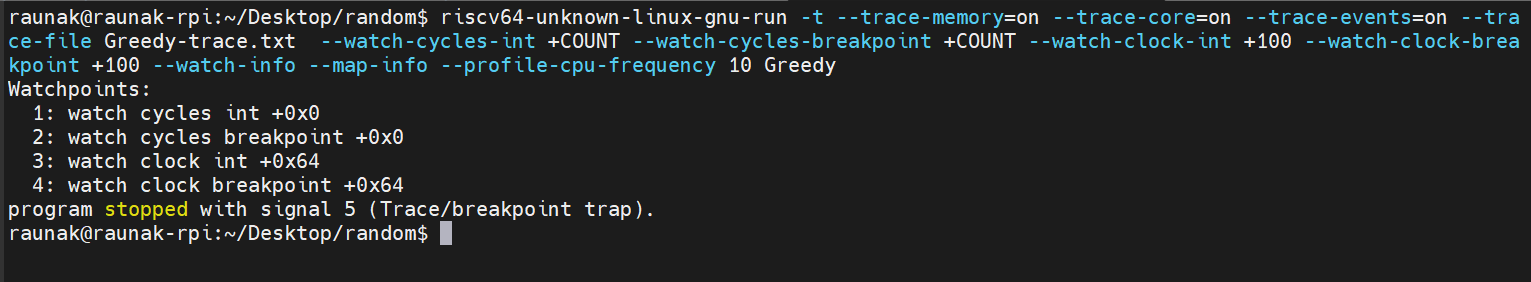 raunak@raunak-rpi:~/Desktop/random$ riscv64-unknown-linux-gnu-run -t --trace-memory=on --trace-core=on --trace-events=on --tra
ce-file Greedy-trace.txt  --watch-cycles-int +COUNT --watch-cycles-breakpoint +COUNT --watch-clock-int +100 --watch-clock-brea
kpoint +100 --watch-info --map-info --profile-cpu-frequency 10 Greedy
Watchpoints:
  1: watch cycles int +0x0
  2: watch cycles breakpoint +0x0
  3: watch clock int +0x64
  4: watch clock breakpoint +0x64
program stopped with signal 5 (Trace/breakpoint trap).
raunak@raunak-rpi:~/Desktop/random$